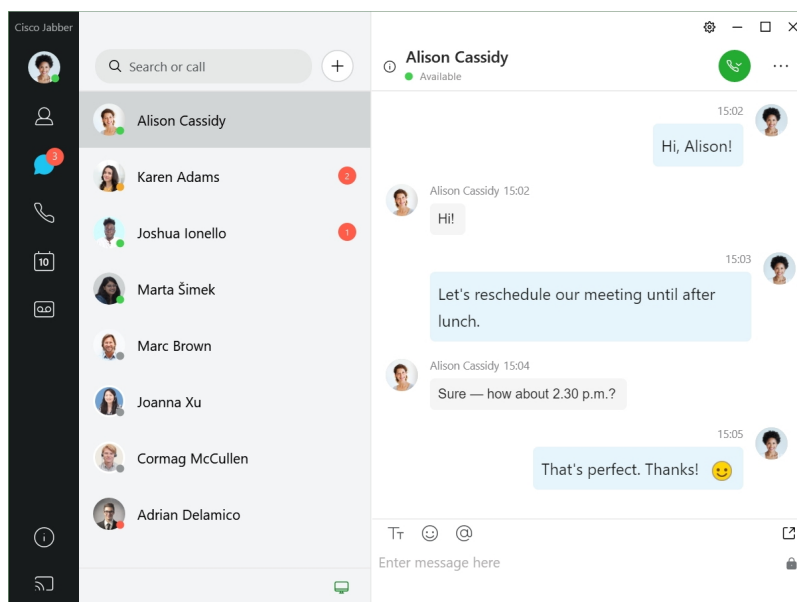 Cisco Jabber
Search or call
Alison Cassidy
Karen Adams
2
Joshua Ionello
1
Marta Šimek
Marc Brown
Joanna Xu
Cormag McCullen
Adrian Delamico
3
10
Alison Cassidy
Available
15:02
Hi, Alison!
Alison Cassidy 15:02
Hi!
15:03
Let's reschedule our meeting until after
lunch.
Alison Cassidy 15:04
Sure — how about 2.30 p.m.?
15:05
That's perfect. Thanks!
Tт
@
Enter message here